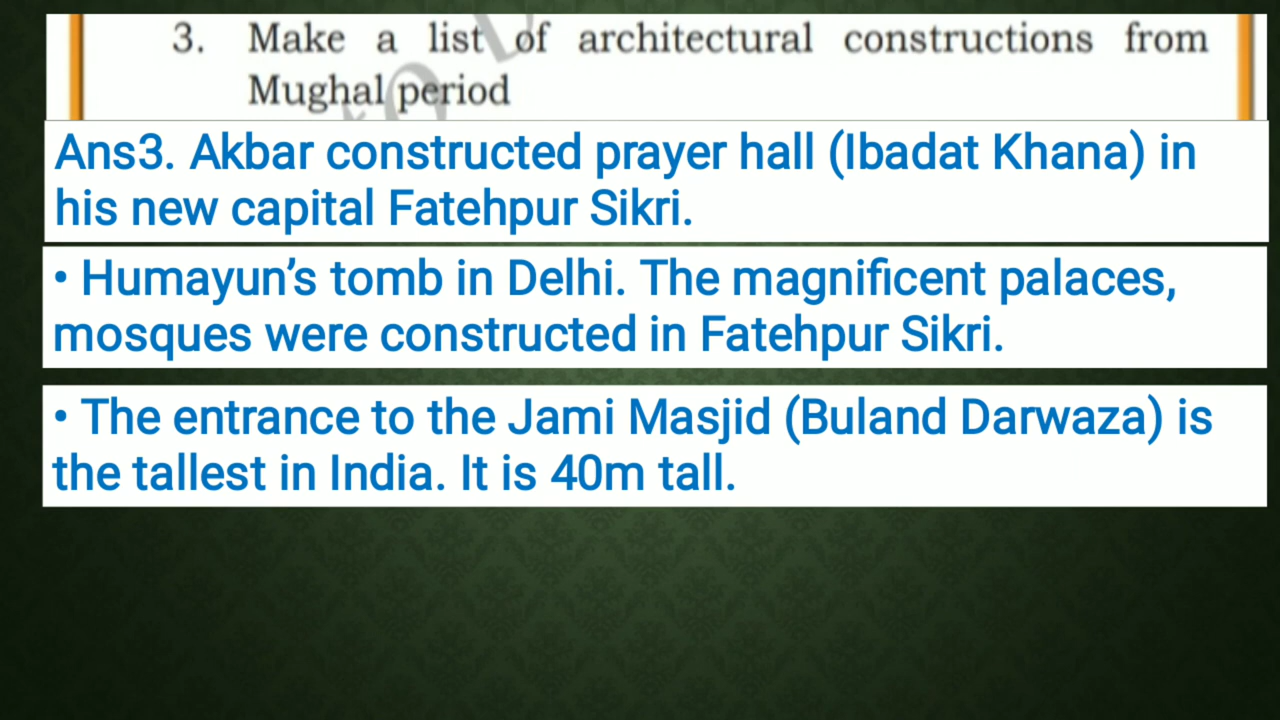 3. Make a list of architectural constructions from
Mughal period
Ans3. Akbar constructed prayer hall (Ibadat Khana) in
his new capital Fatehpur Sikri.
• Humayun’s tomb in Delhi. The magnificent palaces,
mosques were constructed in Fatehpur Sikri.
• The entrance to the Jami Masjid (Buland Darwaza) is
the tallest in India. It is 40m tall.